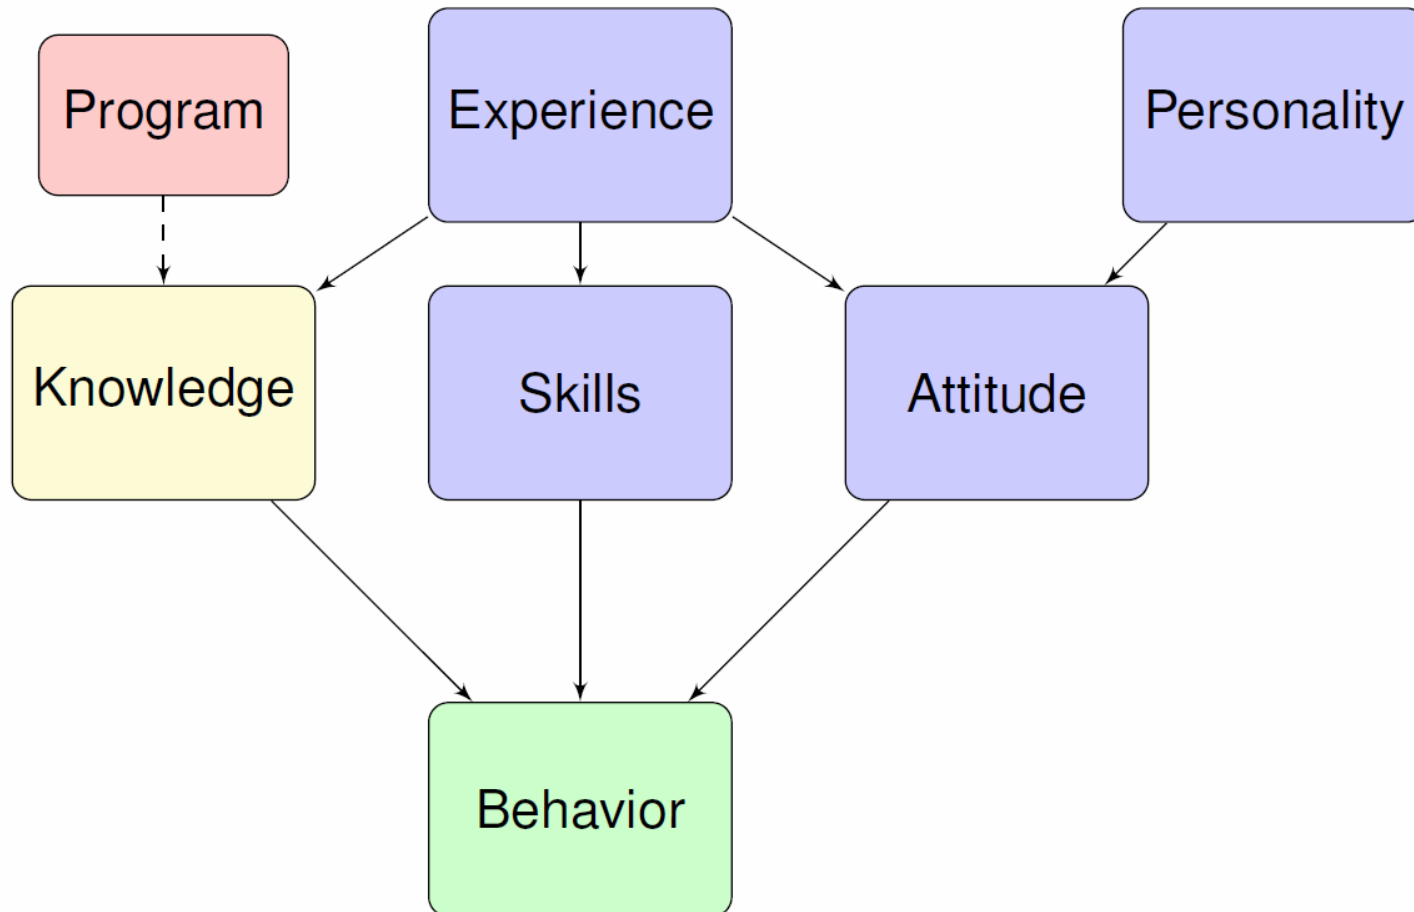 Program
Experience
Personality
Knowledge
Skills
Attitude
Behavior